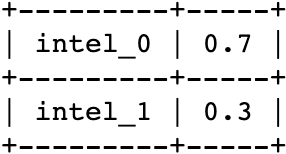 +---------+-----+
| intel_0 | 0.7 |
+---------+-----+
| intel_1 | 0.3 |
+---------+-----+